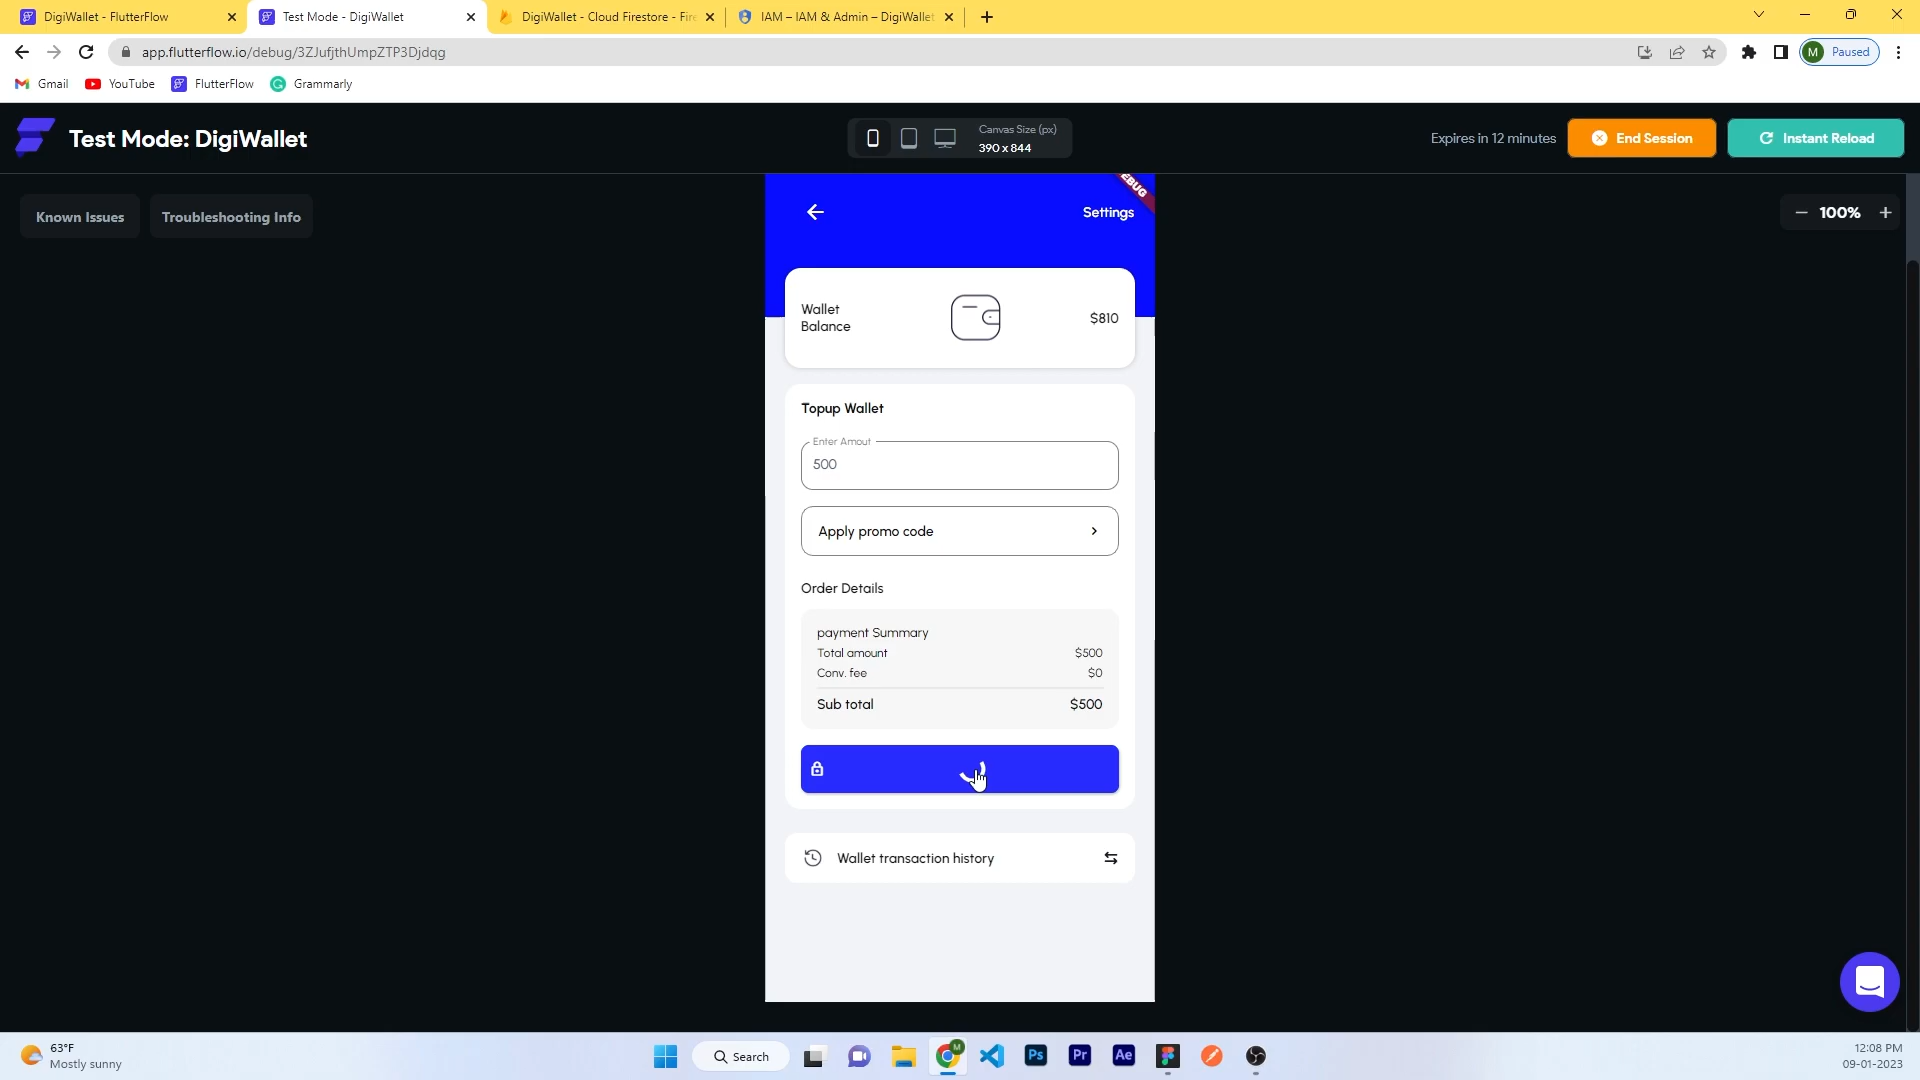 DigiWallet - FlutterFlow
Test Mode - DigiWallet
DigiWallet - Cloud Firestore - Fire
IAM – IAM & Admin – DigiWallet
app.flutterflow.io/debug/3ZJufjthUmpZTP3Djdqg
M Paused
Gmail
YouTube
FlutterFlow
Grammarly
Test Mode: DigiWallet
Canvas Size (px)
390 x 844
Expires in 12 minutes
End Session
Instant Reload
Known Issues
Troubleshooting Info
100%
Settings
Wallet
Balance
$810
Topup Wallet
Enter Amout
500
Apply promo code
Order Details
payment Summary
Total amount $500
Conv. fee $0
Sub total $500
Wallet transaction history
63°F
Mostly sunny
Search
M
Ps
Pr
Ae
12:08 PM
09-01-2023